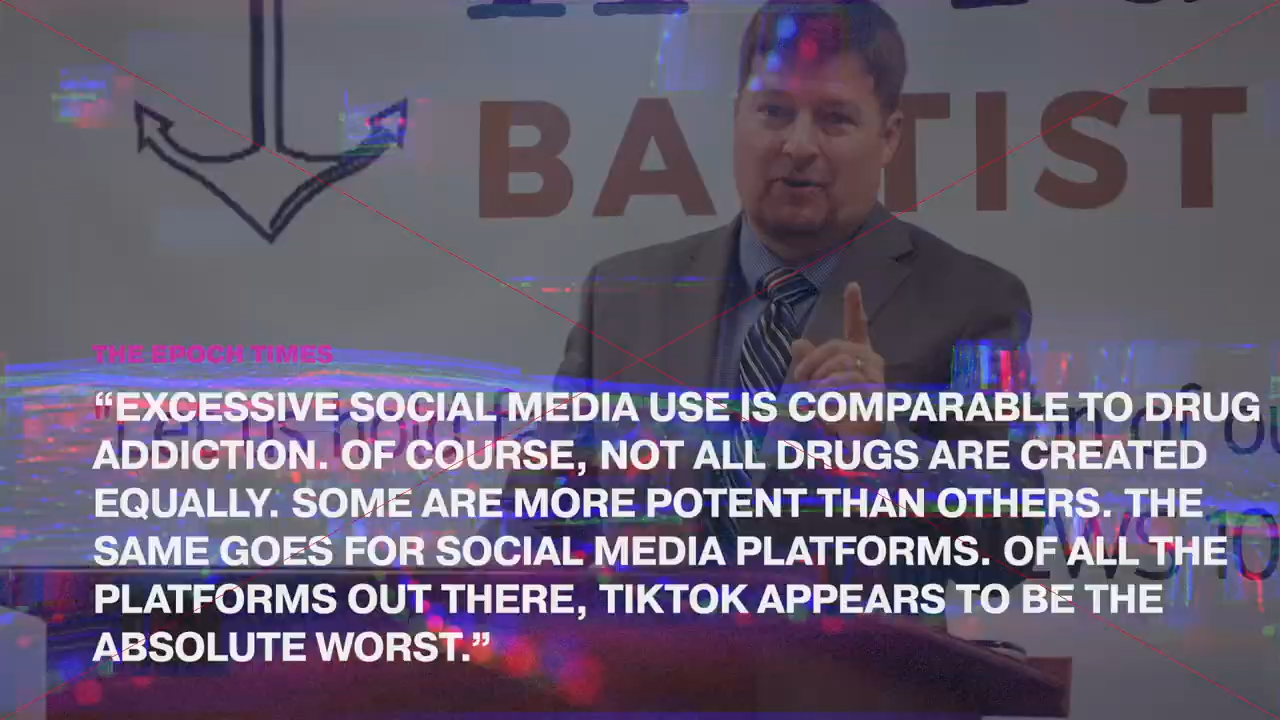 BAPTIST
THE EPOCH TIMES
“EXCESSIVE SOCIAL MEDIA USE IS COMPARABLE TO DRUG
ADDICTION. OF COURSE, NOT ALL DRUGS ARE CREATED
EQUALLY. SOME ARE MORE POTENT THAN OTHERS. THE
SAME GOES FOR SOCIAL MEDIA PLATFORMS. OF ALL THE
PLATFORMS OUT THERE, TIKTOK APPEARS TO BE THE
ABSOLUTE WORST.”